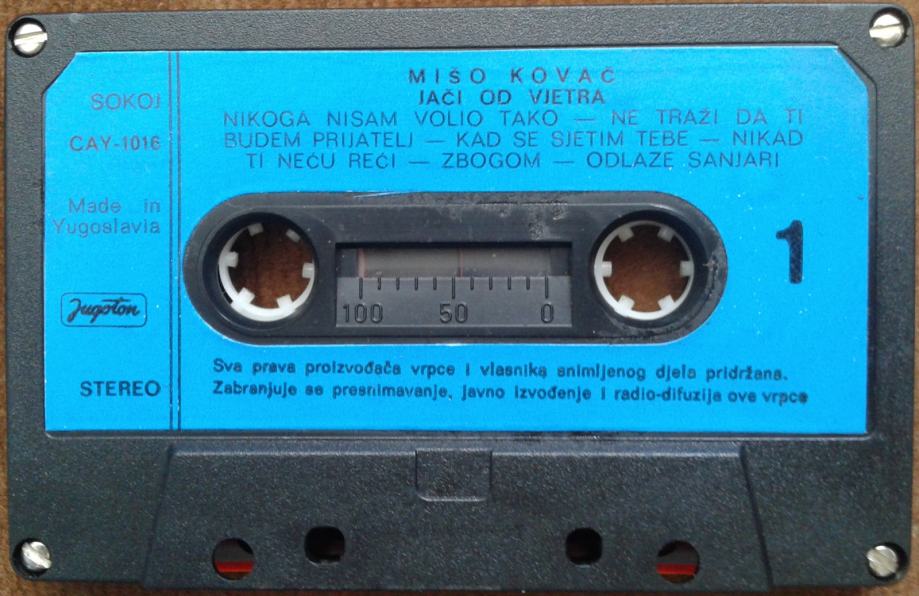 MIŠO KOVAČ
JAČI OD VJETRA
NIKOGA NISAM VOLIO TAKO — NE TRAŽI DA TI
BUDEM PRIJATELJ — KAD SE SJETIM TEBE — NIKAD
TI NEĆU REĆI — ZBOGOM — ODLAZE SANJARI
SOKOJ
CAY-1016
Made in
Yugoslavia
Jugoton
STEREO
1
100 50 0
Sva prava proizvođača vrpce i vlasnika snimljenog djela pridržana.
Zabranjuje se presnimavanje, javno izvođenje i radio-difuzija ove vrpce